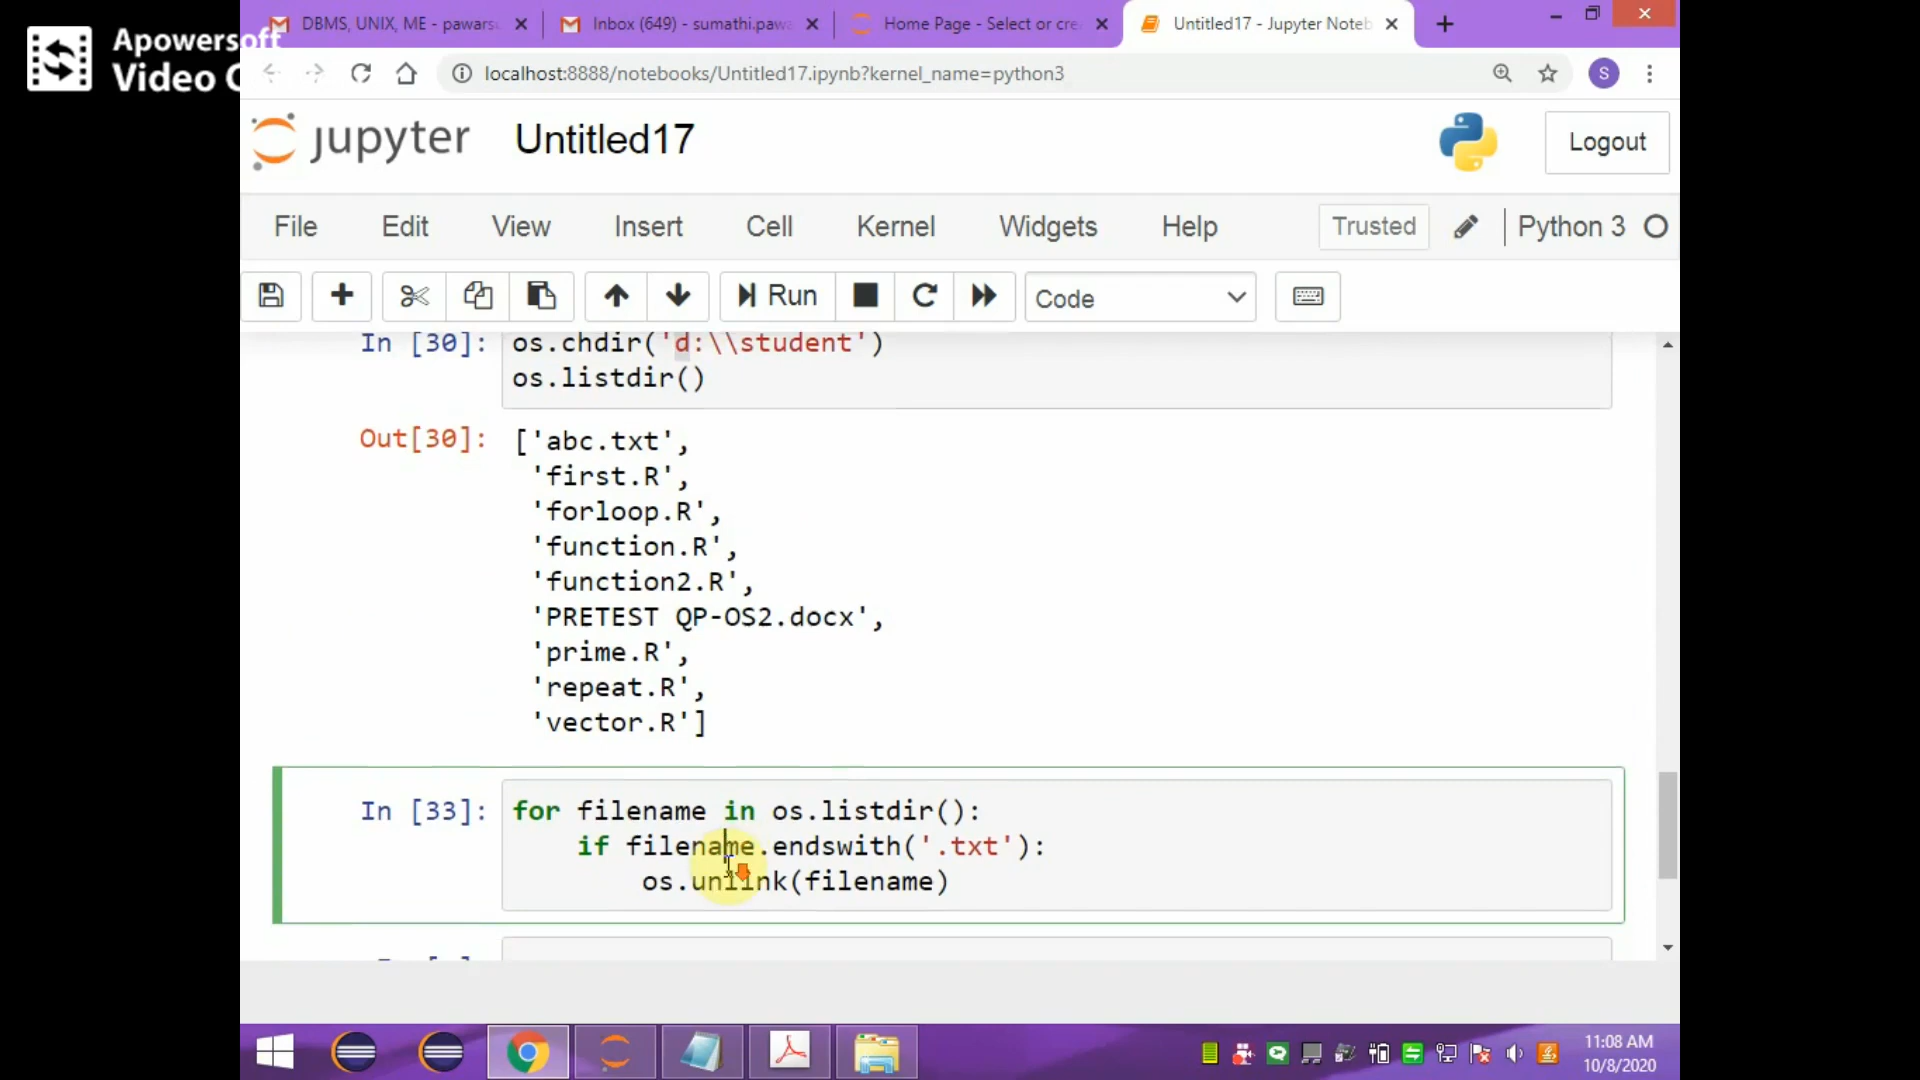 Apowersoft
Video C
DBMS, UNIX, ME - pawars
Inbox (649) - sumathi.pawa
Home Page - Select or cre
Untitled17 - Jupyter Noteb
localhost:8888/notebooks/Untitled17.ipynb?kernel_name=python3
S
jupyter Untitled17
Logout
File Edit View Insert Cell Kernel Widgets Help Trusted Python 3
Run
Code
In [30]: os.chdir('d:\\student')
os.listdir()
Out[30]: ['abc.txt',
'first.R',
'forloop.R',
'function.R',
'function2.R',
'PRETEST QP-OS2.docx',
'prime.R',
'repeat.R',
'vector.R']
In [33]: for filename in os.listdir():
if filename.endswith('.txt'):
os.unlink(filename)
11:08 AM
10/8/2020